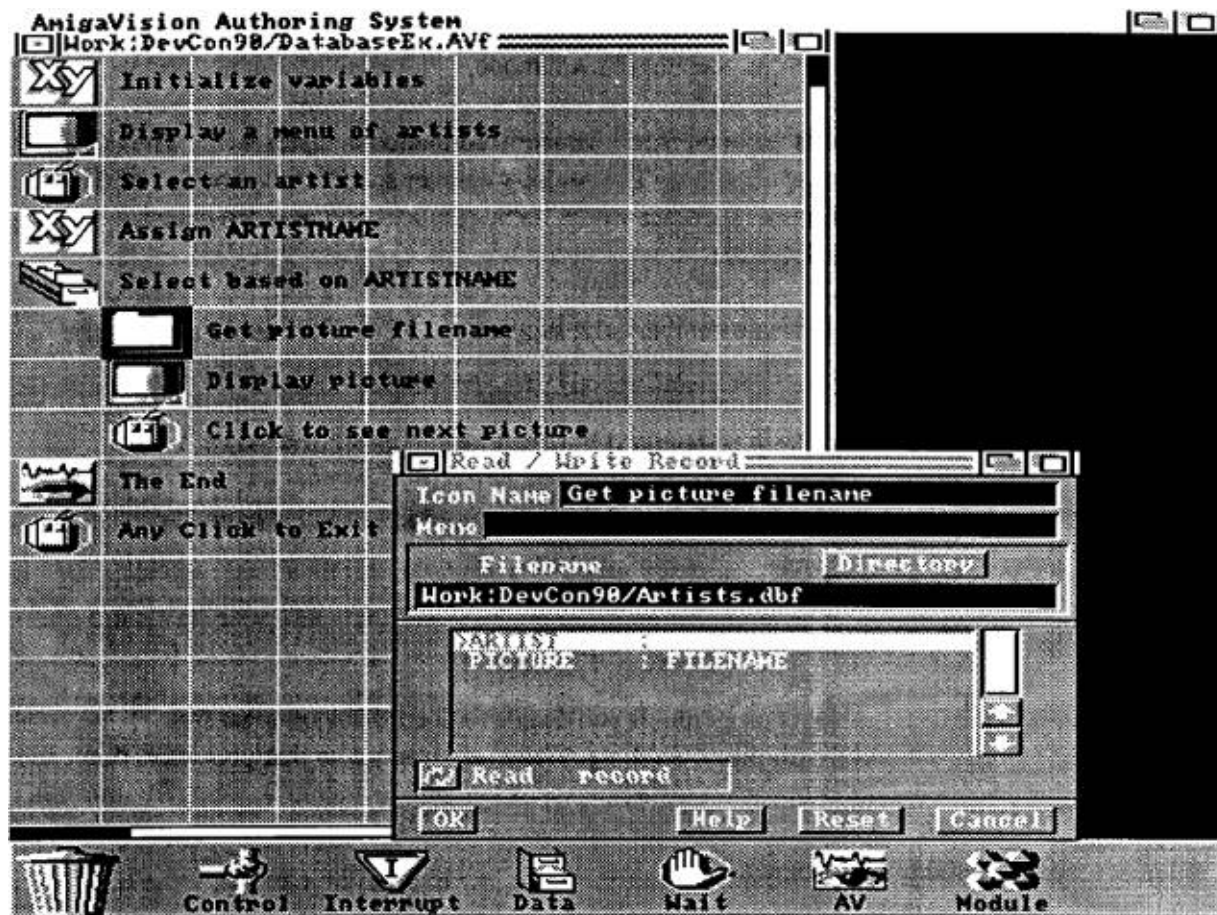 AmigaVision Authoring System
Work:DevCon90/DatabaseEx.AVf
Initialize variables
Display a menu of artists
Select an artist
Assign ARTISTNAME
Select based on ARTISTNAME
Get picture filename
Display picture
Click to see next picture
The End
Any Click to Exit
Read / Write Record
Icon Name Get picture filename
Memo
Filename Directory
Work:DevCon90/Artists.dbf
>ARTIST :
PICTURE : FILENAME
Read record
OK Help Reset Cancel
Control Interrupt Data Wait AV Module